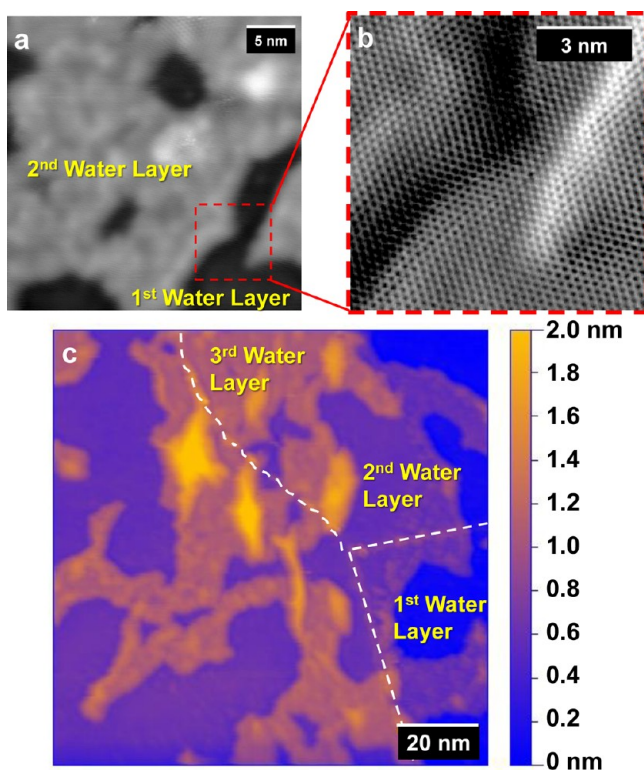 a
5 nm
2nd Water Layer
1st Water Layer
b
3 nm
c
3rd Water
Layer
2nd Water
Layer
1st Water
Layer
20 nm
2.0 nm
1.8
1.6
1.4
1.2
1.0
0.8
0.6
0.4
0.2
0 nm